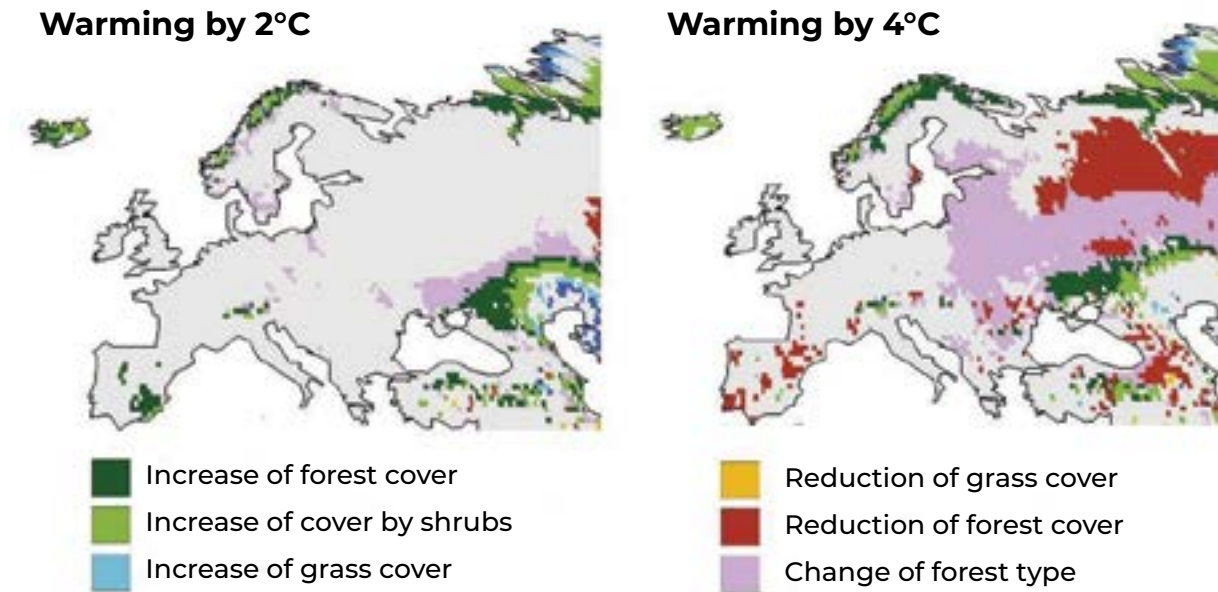 Warming by 2°C
Warming by 4°C
Increase of forest cover
Increase of cover by shrubs
Increase of grass cover
Reduction of grass cover
Reduction of forest cover
Change of forest type